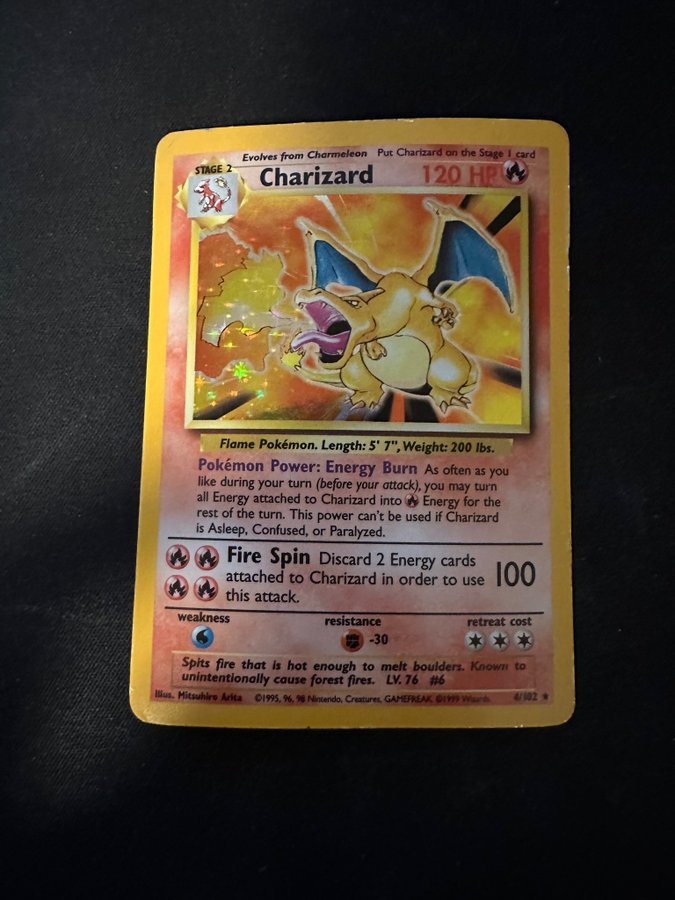 Evolves from Charmeleon Put Charizard on the Stage 1 card
STAGE 2
Charizard 120 HP
Flame Pokémon. Length: 5' 7", Weight: 200 lbs.
Pokémon Power: Energy Burn As often as you
like during your turn (before your attack), you may turn
all Energy attached to Charizard into Energy for the
rest of the turn. This power can't be used if Charizard
is Asleep, Confused, or Paralyzed.
Fire Spin Discard 2 Energy cards
attached to Charizard in order to use
this attack.
100
weakness resistance retreat cost
-30
Spits fire that is hot enough to melt boulders. Known to
unintentionally cause forest fires. LV. 76 #6
Illus. Mitsuhiro Arita ©1995, 96, 98 Nintendo, Creatures, GAMEFREAK. ©1999 Wizards. 4/102